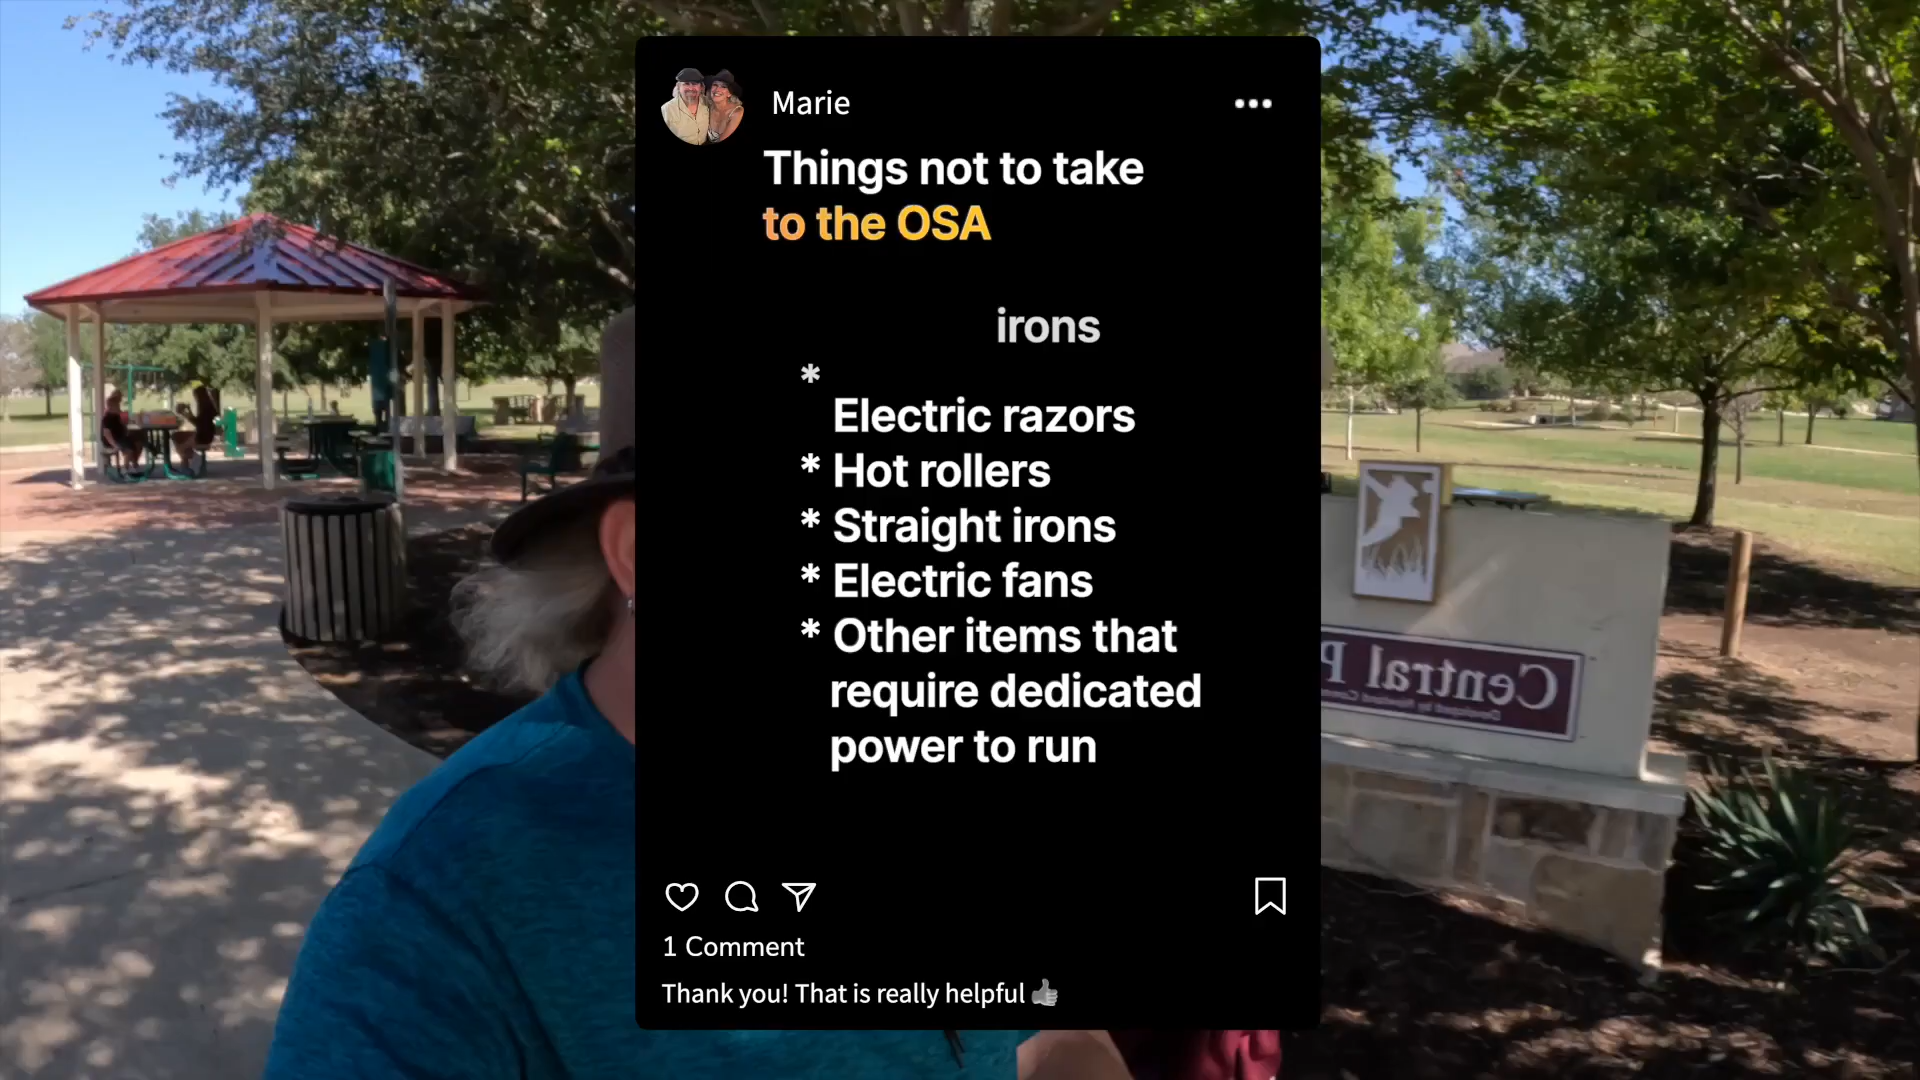 Marie
Things not to take
to the OSA
irons
*
Electric razors
* Hot rollers
* Straight irons
* Electric fans
* Other items that
require dedicated
power to run
1 Comment
Thank you! That is really helpful 👍
Central P